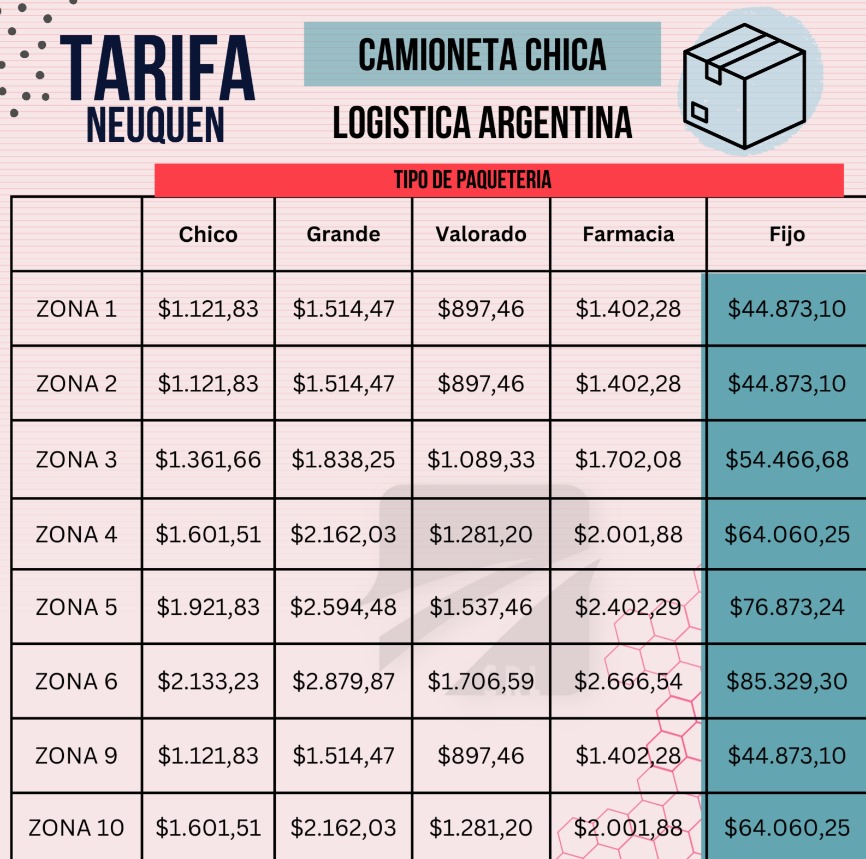 TARIFA
NEUQUEN
CAMIONETA CHICA
LOGISTICA ARGENTINA
TIPO DE PAQUETERIA
Chico Grande Valorado Farmacia Fijo
ZONA 1 $1.121,83 $1.514,47 $897,46 $1.402,28 $44.873,10
ZONA 2 $1.121,83 $1.514,47 $897,46 $1.402,28 $44.873,10
ZONA 3 $1.361,66 $1.838,25 $1.089,33 $1.702,08 $54.466,68
ZONA 4 $1.601,51 $2.162,03 $1.281,20 $2.001,88 $64.060,25
ZONA 5 $1.921,83 $2.594,48 $1.537,46 $2.402,29 $76.873,24
ZONA 6 $2.133,23 $2.879,87 $1.706,59 $2.666,54 $85.329,30
ZONA 9 $1.121,83 $1.514,47 $897,46 $1.402,28 $44.873,10
ZONA 10 $1.601,51 $2.162,03 $1.281,20 $2.001,88 $64.060,25